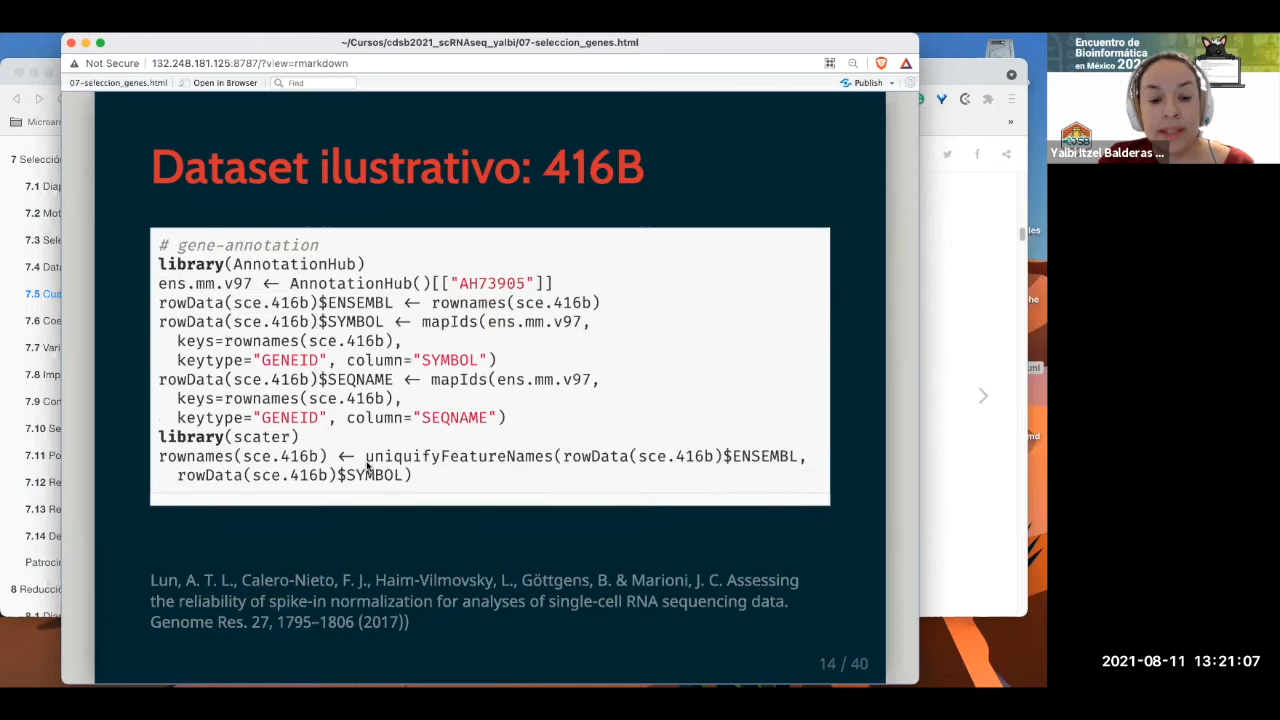 ~/Cursos/cdsb2021_scRNAseq_yalbi/07-seleccion_genes.html
Not Secure 132.248.181.125:8787/?view=rmarkdown
07-seleccion_genes.html Open in Browser Find Publish
Dataset ilustrativo: 416B
# gene-annotation
library(AnnotationHub)
ens.mm.v97 ← AnnotationHub()[["AH73905"]]
rowData(sce.416b)$ENSEMBL ← rownames(sce.416b)
rowData(sce.416b)$SYMBOL ← mapIds(ens.mm.v97,
keys=rownames(sce.416b),
keytype="GENEID", column="SYMBOL")
rowData(sce.416b)$SEQNAME ← mapIds(ens.mm.v97,
keys=rownames(sce.416b),
keytype="GENEID", column="SEQNAME")
library(scater)
rownames(sce.416b) ← uniquifyFeatureNames(rowData(sce.416b)$ENSEMBL,
rowData(sce.416b)$SYMBOL)
Lun, A. T. L., Calero-Nieto, F. J., Haim-Vilmovsky, L., Göttgens, B. & Marioni, J. C. Assessing
the reliability of spike-in normalization for analyses of single-cell RNA sequencing data.
Genome Res. 27, 1795–1806 (2017))
14 / 40
Microar
7 Selecció
7.1 Dia
7.2 Mot
7.3 Sele
7.4 Dat
7.5 Cua
7.6 Coe
7.7 Var
7.8 Imp
7.9 Con
7.10 Se
7.11 Po
7.12 Re
7.13 Re
7.14 De
Patrocin
8 Reducció
Encuentro de
Bioinformática
en México 202
Yalbi Itzel Balderas ...
2021-08-11 13:21:07